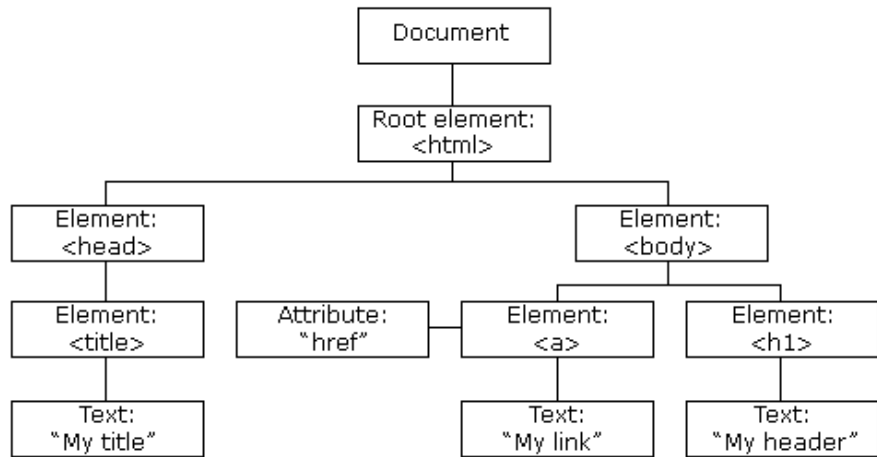 Document
Root element:
<html>
Element:
<head>
Element:
<body>
Element:
<title>
Attribute:
“href”
Element:
<a>
Element:
<h1>
Text:
“My title”
Text:
“My link”
Text:
“My header”